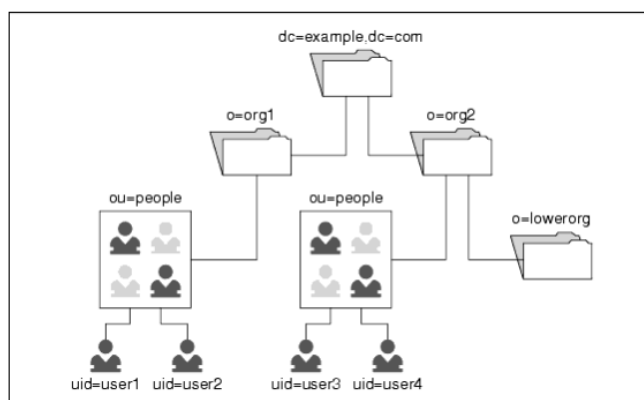 dc=example,dc=com
o=org1
o=org2
ou=people
ou=people
o=lowerorg
uid=user1
uid=user2
uid=user3
uid=user4